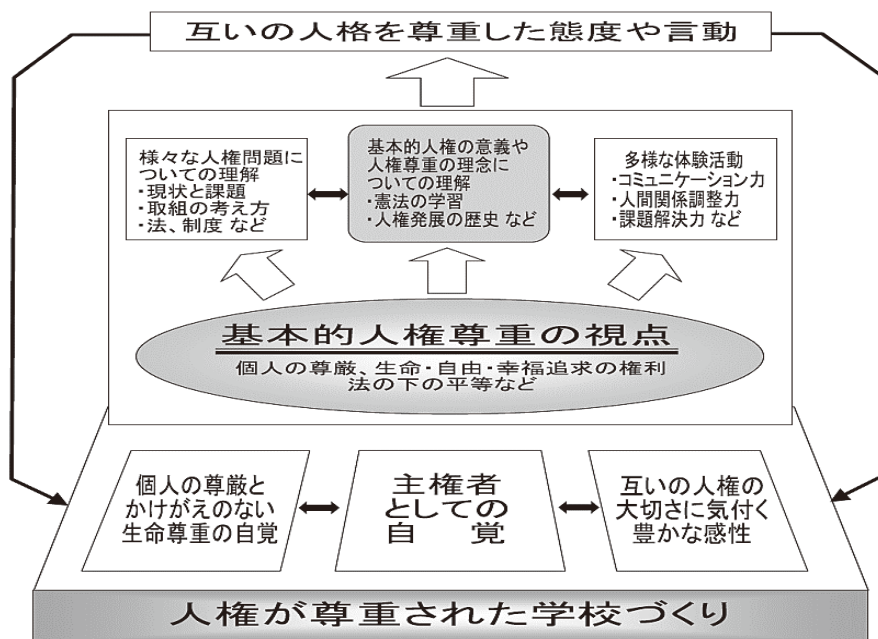 互いの人格を尊重した態度や言動
様々な人権問題に
ついての理解
・現状と課題
・取組の考え方
・法、制度 など
基本的人権の意義や
人権尊重の理念に
ついての理解
・憲法の学習
・人権発展の歴史 など
多様な体験活動
・コミュニケーション力
・人間関係調整力
・課題解決力 など
基本的人権尊重の視点
個人の尊厳、生命・自由・幸福追求の権利
法の下の平等など
個人の尊厳と
かけがえのない
生命尊重の自覚
主権者
としての
自　覚
互いの人権の
大切さに気付く
豊かな感性
人権が尊重された学校づくり